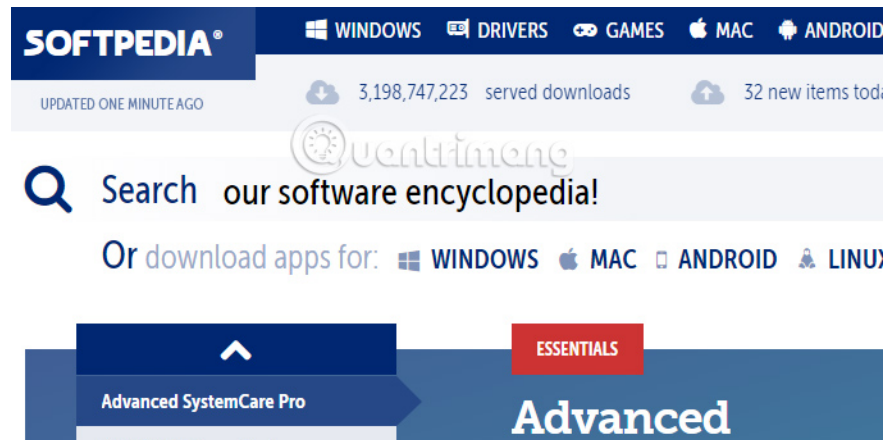 SOFTPEDIA®
WINDOWS DRIVERS GAMES MAC ANDROID
UPDATED ONE MINUTE AGO
3,198,747,223 served downloads
32 new items toda
Quantrimang
Search our software encyclopedia!
Or download apps for: WINDOWS MAC ANDROID LINUX
ESSENTIALS
Advanced SystemCare Pro
Advanced